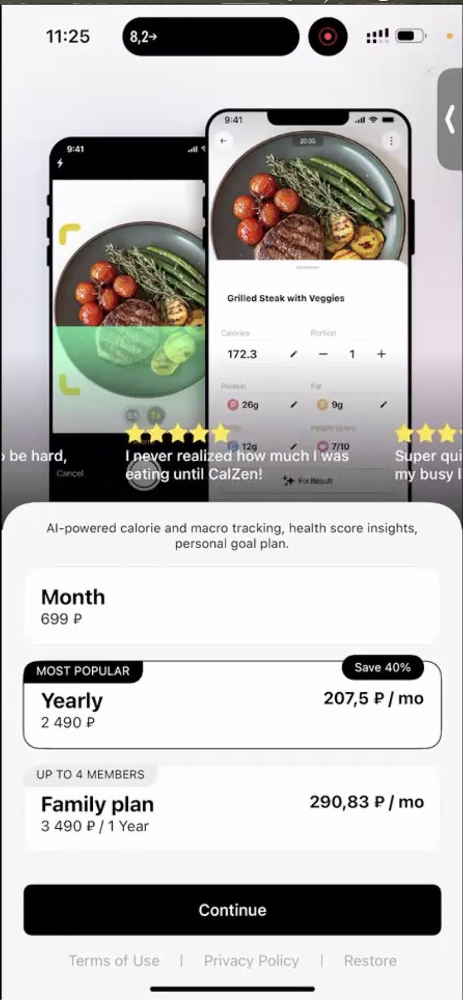 11:25
8,2→
9:41
9:41
20:35
Grilled Steak with Veggies
Calories
Portion
172.3
1
Protein
Fat
P 26g
F 9g
Health Score
12g
7/10
0,5
1x
o be hard,
I never realized how much I was
eating until CalZen!
Super qui
my busy l
Cancel
Fix Result
AI-powered calorie and macro tracking, health score insights,
personal goal plan.
Month
699 ₽
MOST POPULAR
Save 40%
Yearly
207,5 ₽ / mo
2 490 ₽
UP TO 4 MEMBERS
Family plan
290,83 ₽ / mo
3 490 ₽ / 1 Year
Continue
Terms of Use | Privacy Policy | Restore